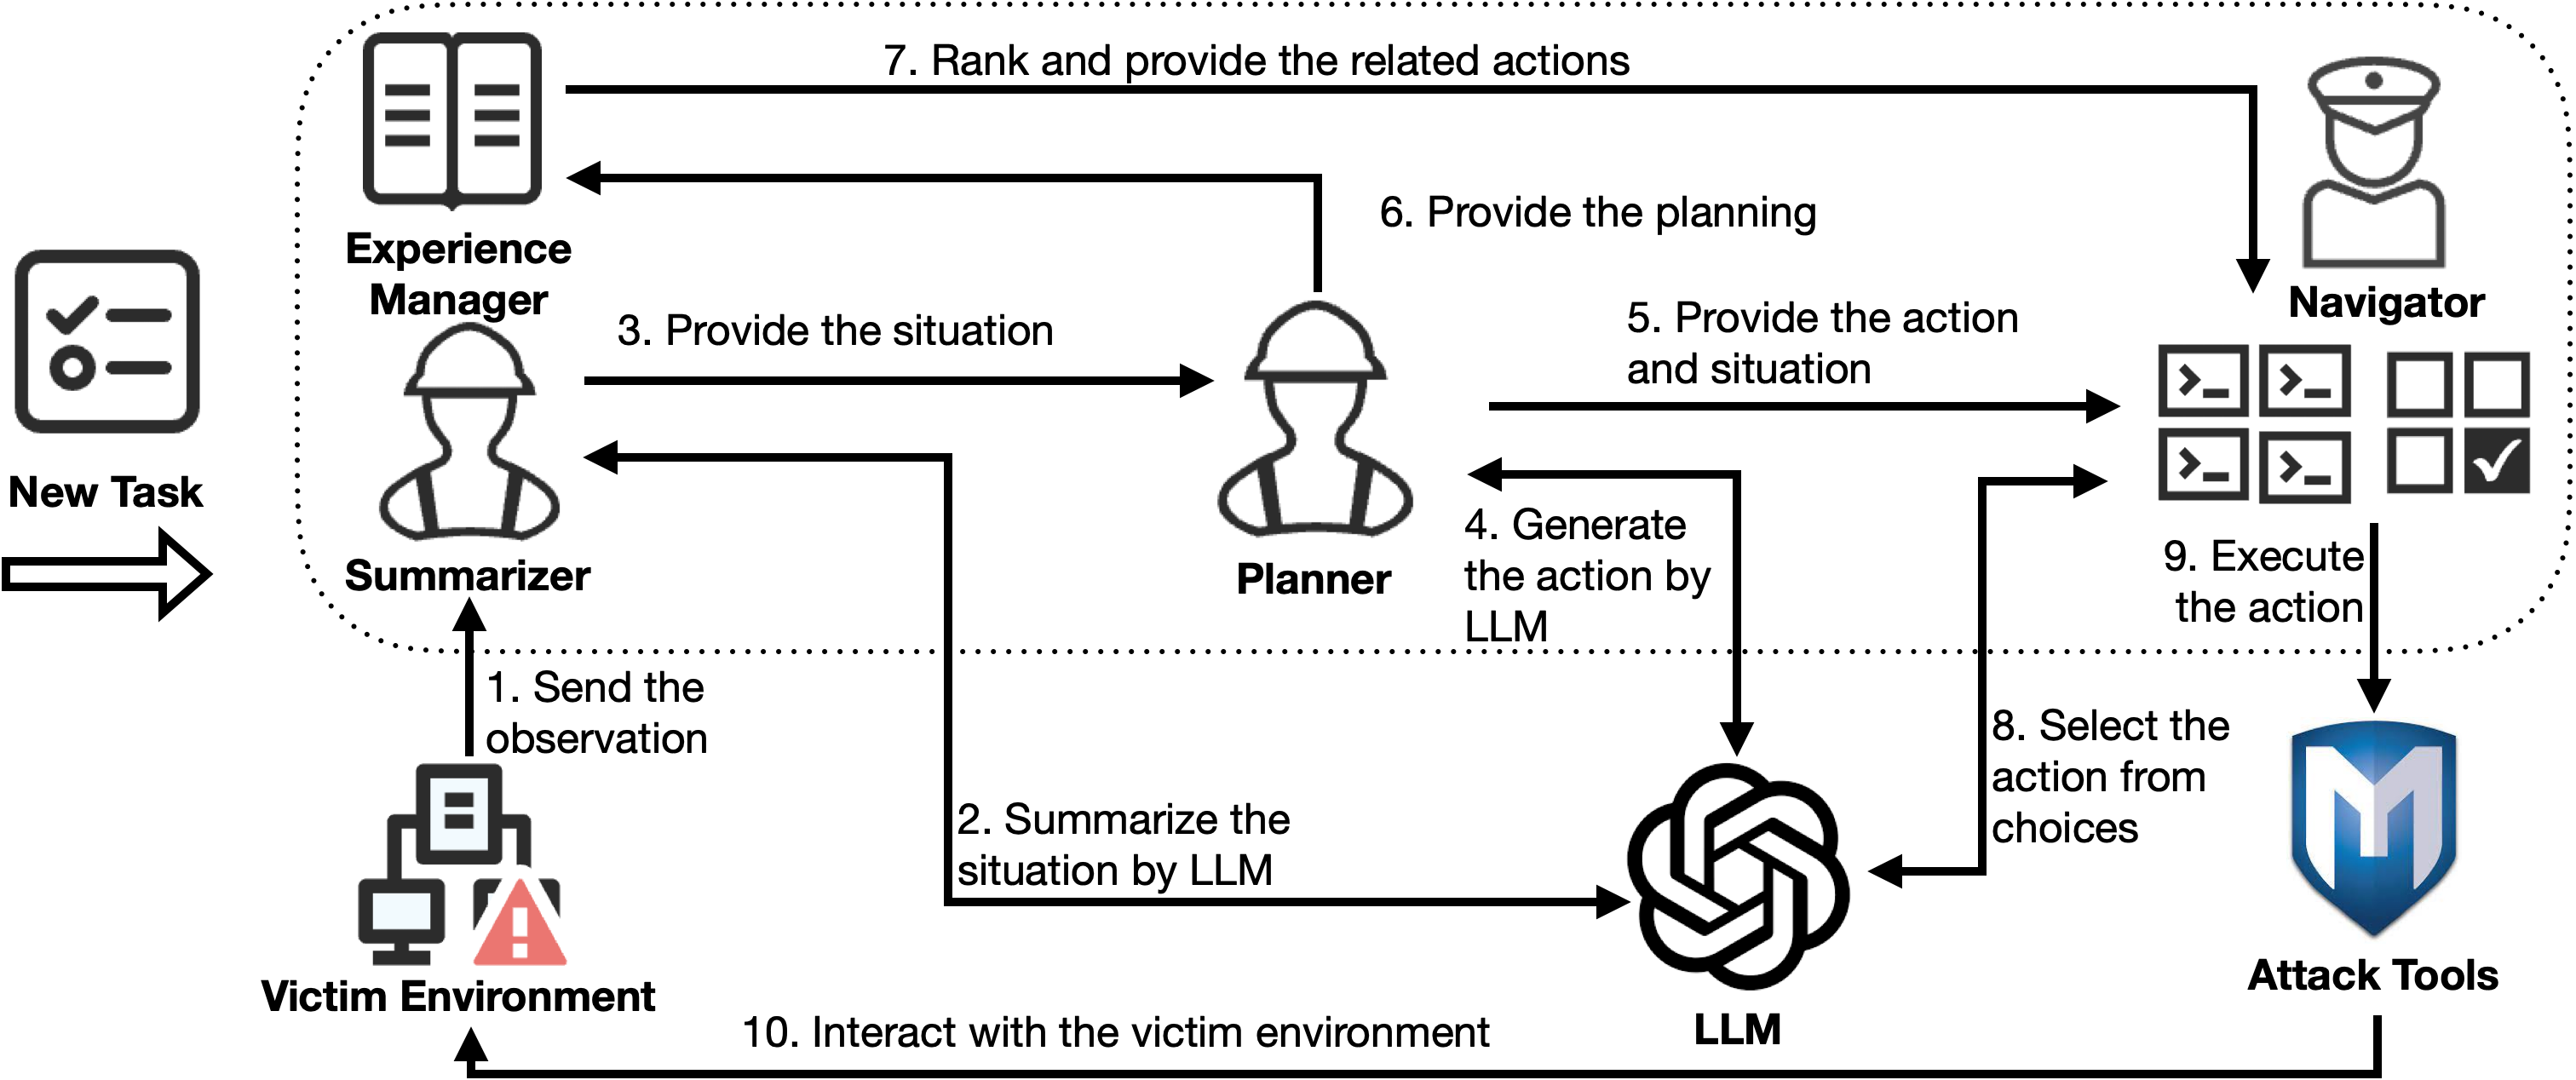 7. Rank and provide the related actions
Experience
Manager
6. Provide the planning
Navigator
New Task
3. Provide the situation
5. Provide the action
and situation
Summarizer
Planner
4. Generate
the action by
LLM
9. Execute
the action
1. Send the
observation
2. Summarize the
situation by LLM
8. Select the
action from
choices
Victim Environment
LLM
Attack Tools
10. Interact with the victim environment